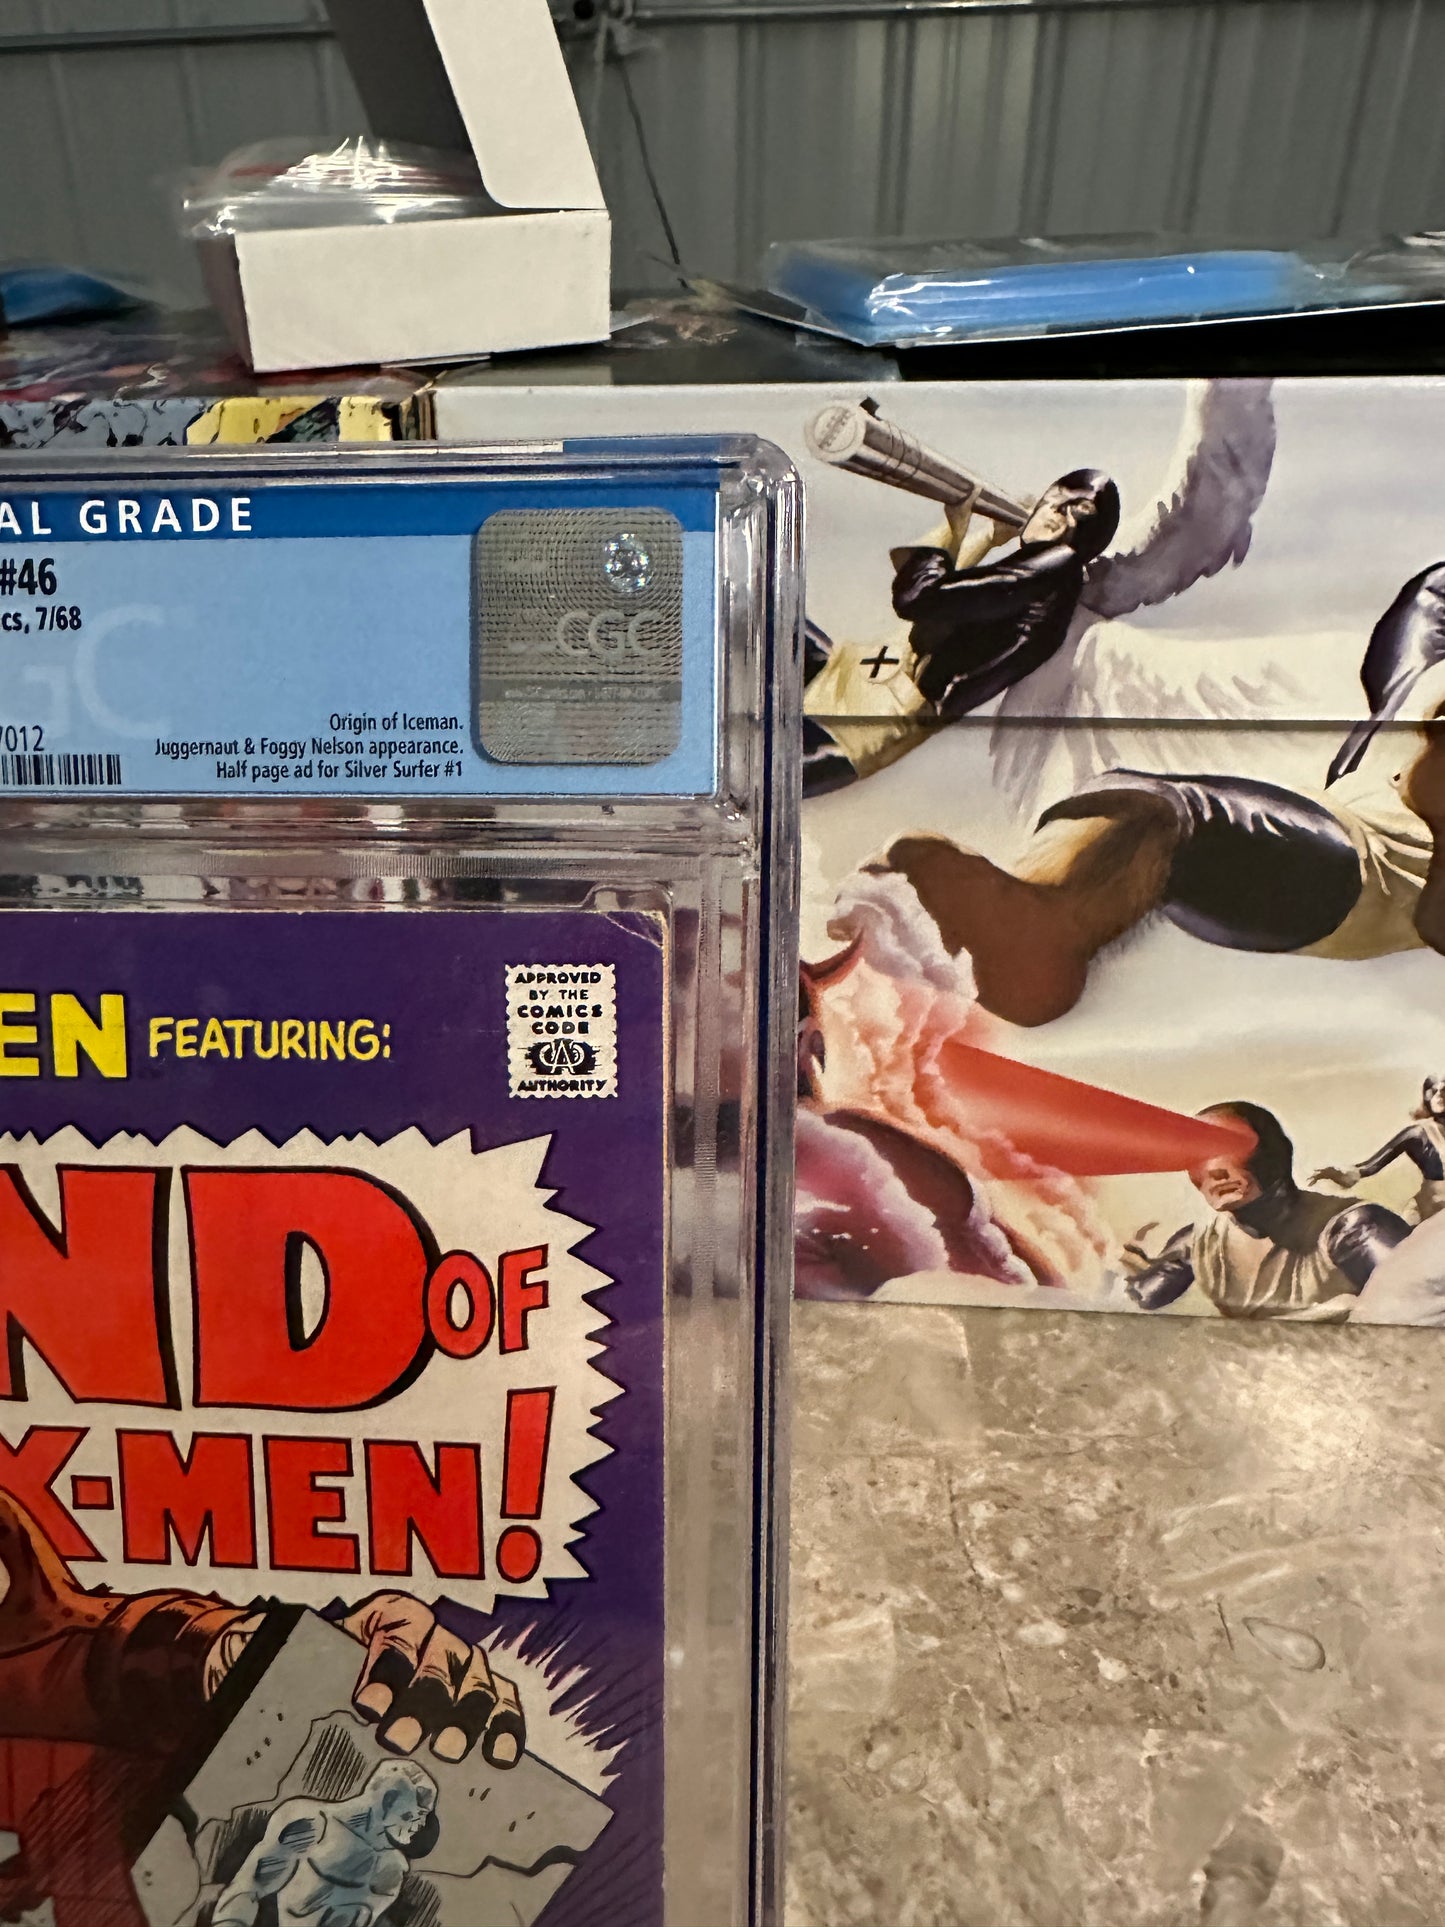 AL GRADE
#46
cs, 7/68
CGC
7012
Origin of Iceman.
Juggernaut & Foggy Nelson appearance.
Half page ad for Silver Surfer #1
GC
EN FEATURING:
APPROVED
BY THE
COMICS
CODE
CA
AUTHORITY
ND OF
X-MEN!